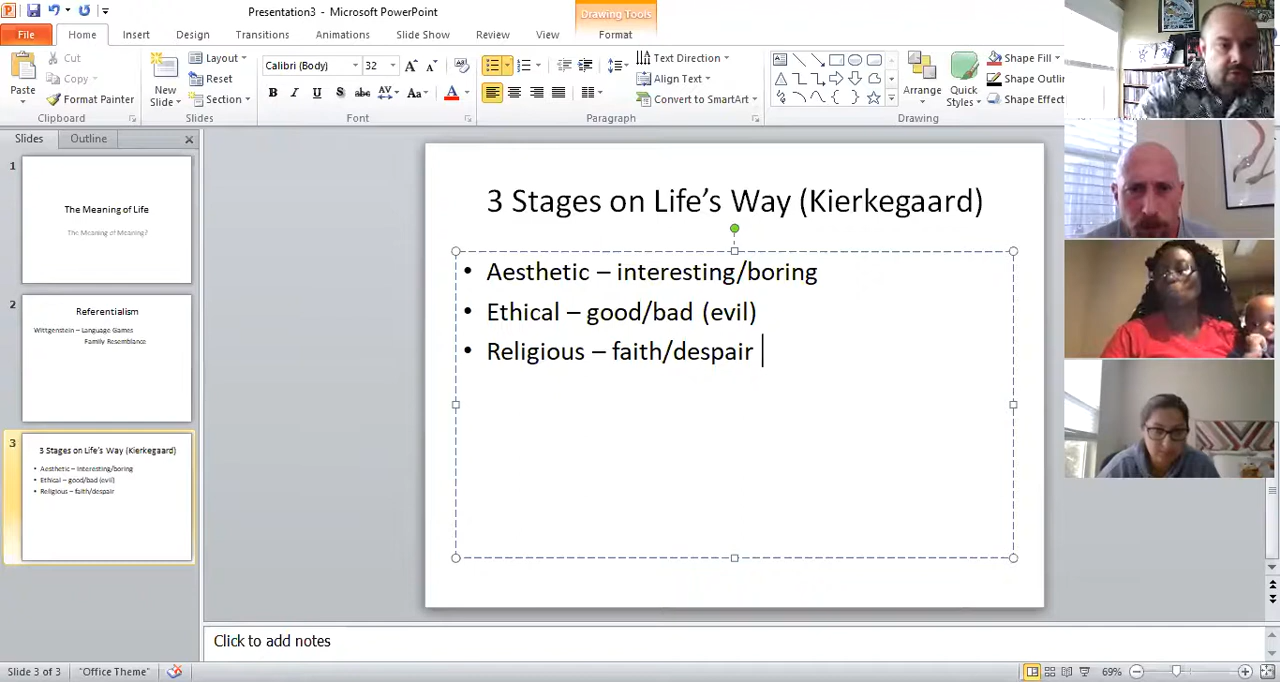 Presentation3 - Microsoft PowerPoint
Drawing Tools
File Home Insert Design Transitions Animations Slide Show Review View Format
Paste
Cut
Copy
Format Painter
Clipboard
New Slide
Layout
Reset
Section
Slides
Calibri (Body) 32
B I U S abc AV Aa A
Font
Text Direction
Align Text
Convert to SmartArt
Paragraph
Arrange
Quick Styles
Shape Fill
Shape Outlin
Shape Effect
Drawing
Slides Outline
1
The Meaning of Life
The Meaning of Meaning?
2
Referentialism
Wittgenstein – Language Games
Family Resemblance
3
3 Stages on Life's Way (Kierkegaard)
• Aesthetic – interesting/boring
• Ethical – good/bad (evil)
• Religious – faith/despair
3 Stages on Life's Way (Kierkegaard)
• Aesthetic – interesting/boring
• Ethical – good/bad (evil)
• Religious – faith/despair
Click to add notes
Slide 3 of 3 "Office Theme" 69%